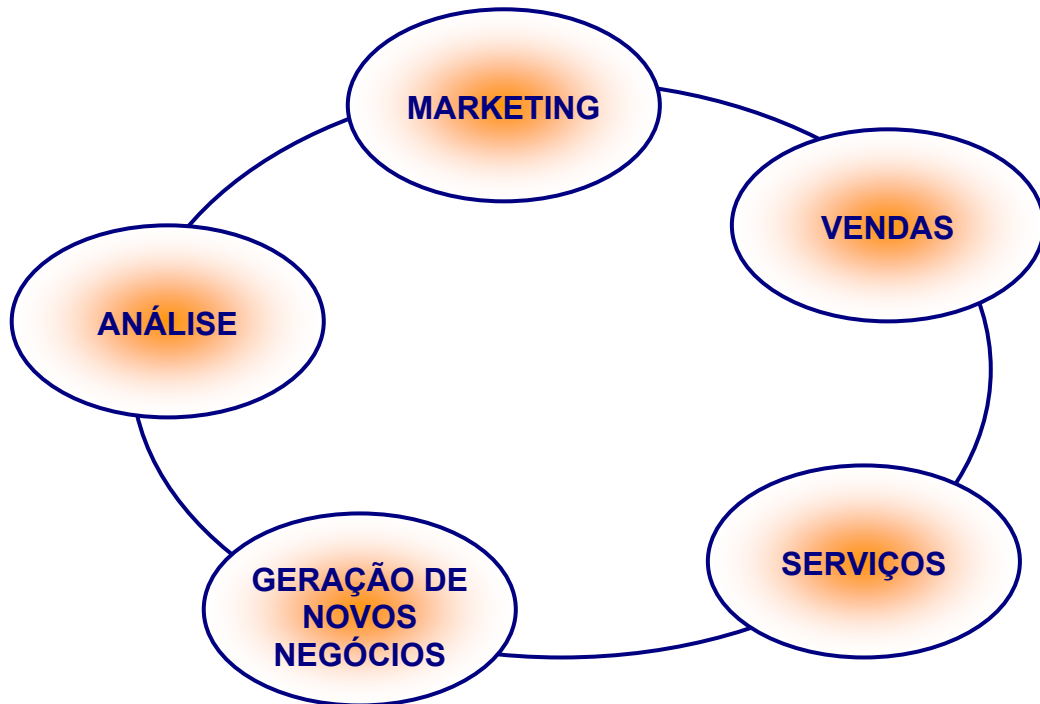 MARKETING
VENDAS
ANÁLISE
SERVIÇOS
GERAÇÃO DE
NOVOS
NEGÓCIOS